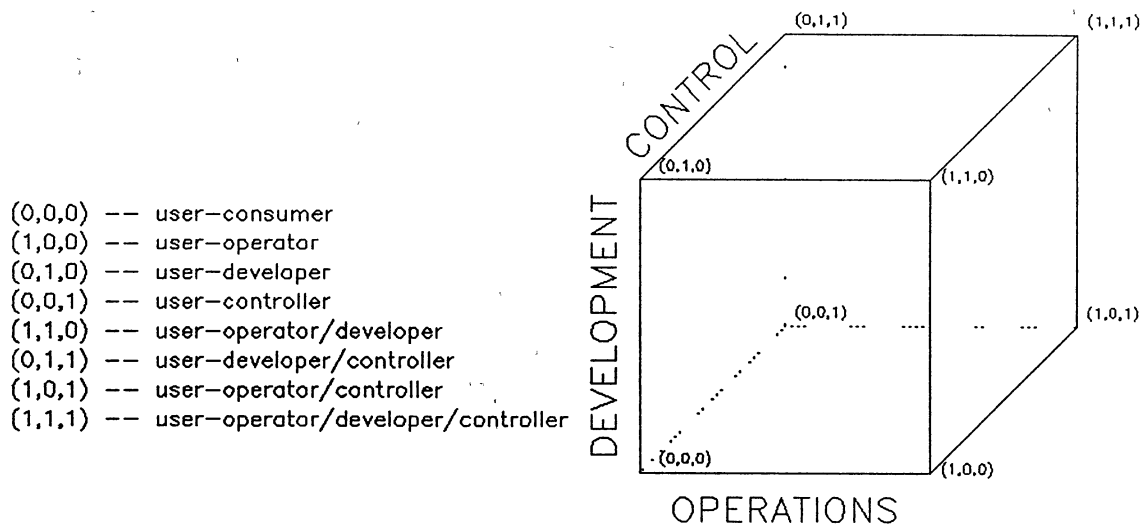 (0,0,0) -- user-consumer
(1,0,0) -- user-operator
(0,1,0) -- user-developer
(0,0,1) -- user-controller
(1,1,0) -- user-operator/developer
(0,1,1) -- user-developer/controller
(1,0,1) -- user-operator/controller
(1,1,1) -- user-operator/developer/controller
(0,1,1)
(1,1,1)
CONTROL
(0,1,0)
(1,1,0)
DEVELOPMENT
(0,0,1)
(1,0,1)
(0,0,0)
(1,0,0)
OPERATIONS